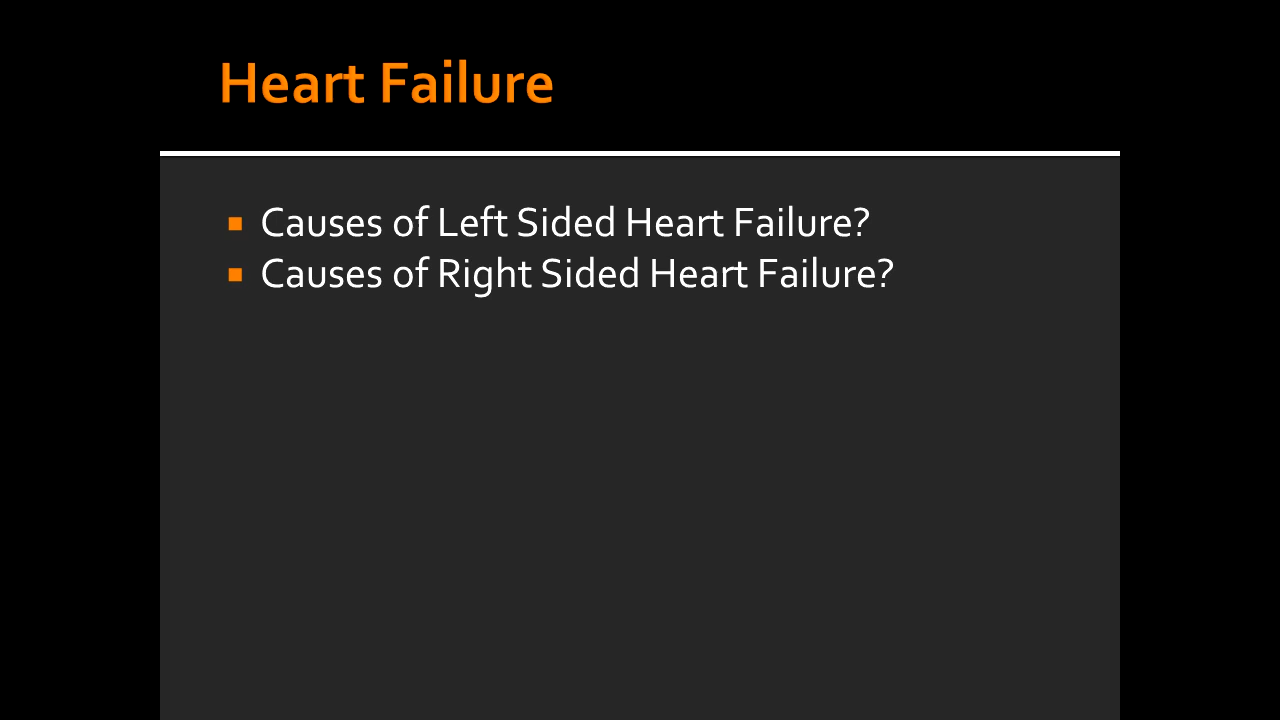 Heart Failure
Causes of Left Sided Heart Failure?
Causes of Right Sided Heart Failure?